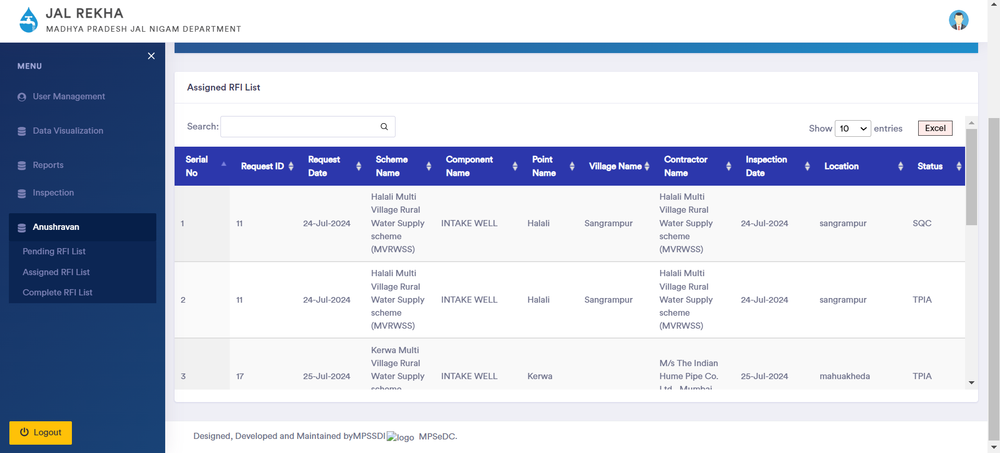 JAL REKHA
MADHYA PRADESH JAL NIGAM DEPARTMENT
MENU
User Management
Data Visualization
Reports
Inspection
Anushravan
Pending RFI List
Assigned RFI List
Complete RFI List
Logout
Assigned RFI List
Search:
Show 10 entries
Excel
Serial No Request ID Request Date Scheme Name Component Name Point Name Village Name Contractor Name Inspection Date Location Status
1 11 24-Jul-2024 Halali Multi Village Rural Water Supply scheme (MVRWSS) INTAKE WELL Halali Sangrampur Halali Multi Village Rural Water Supply scheme (MVRWSS) 24-Jul-2024 sangrampur SQC
2 11 24-Jul-2024 Halali Multi Village Rural Water Supply scheme (MVRWSS) INTAKE WELL Halali Sangrampur Halali Multi Village Rural Water Supply scheme (MVRWSS) 24-Jul-2024 sangrampur TPIA
3 17 25-Jul-2024 Kerwa Multi Village Rural Water Supply scheme INTAKE WELL Kerwa M/s The Indian Hume Pipe Co. Ltd., Mumbai 25-Jul-2024 mahuakheda TPIA
Designed, Developed and Maintained byMPSSDI logo MPSeDC.